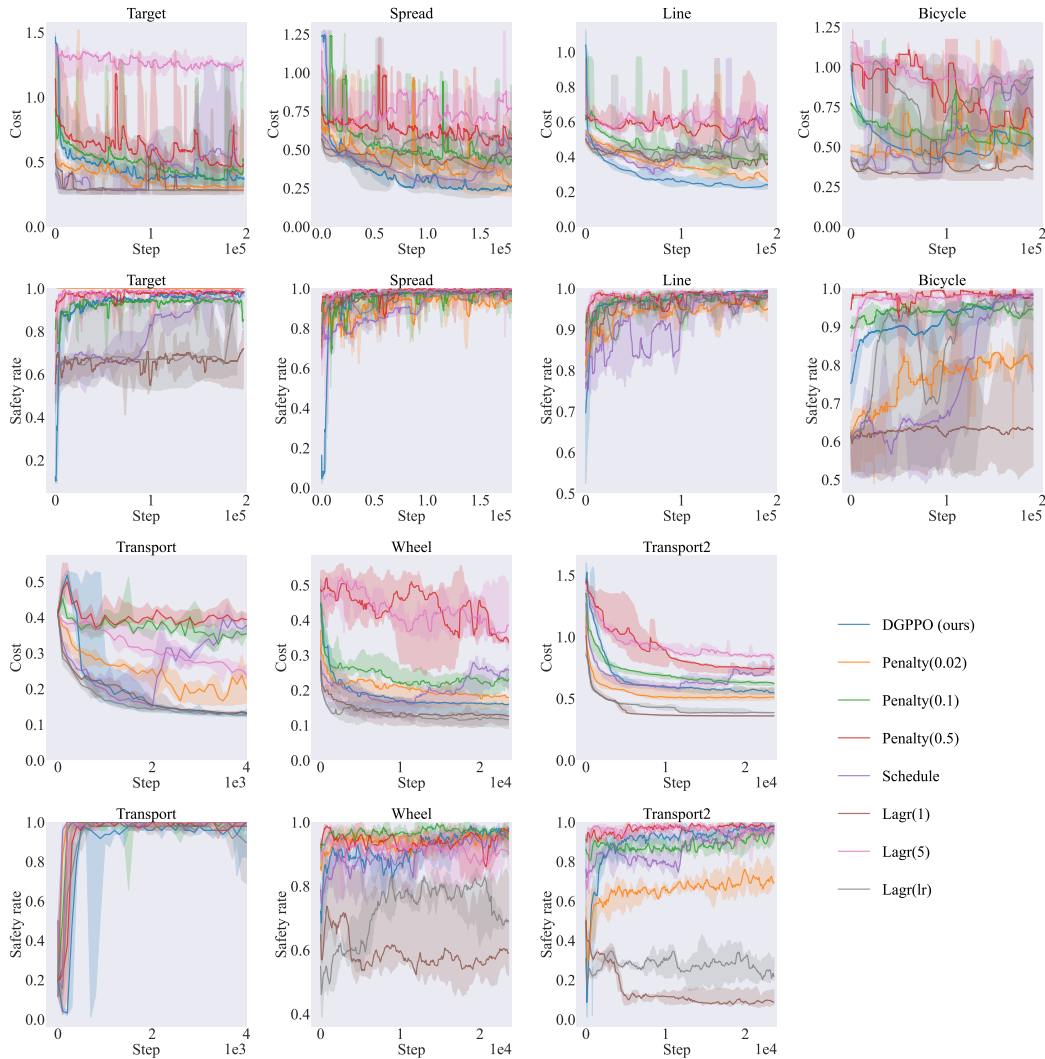 Target
Spread
Line
Bicycle
1.5
1.0
0.5
0.0
Cost
0
1
2
Step
1e5
1.25
1.00
0.75
0.50
0.25
0.00
Cost
0.0
0.5
1.0
1.5
Step
1e5
1.0
0.8
0.6
0.4
0.2
0.0
Cost
0
1
2
Step
1e5
1.25
1.00
0.75
0.50
0.25
0.00
Cost
0
1
2
Step
1e5
Target
Spread
Line
Bicycle
1.0
0.8
0.6
0.4
0.2
Safety rate
0
1
2
Step
1e5
1.0
0.8
0.6
0.4
0.2
0.0
Safety rate
0.0
0.5
1.0
1.5
Step
1e5
1.0
0.9
0.8
0.7
0.6
0.5
Safety rate
0
1
2
Step
1e5
1.0
0.9
0.8
0.7
0.6
0.5
Safety rate
0
1
2
Step
1e5
Transport
Wheel
Transport2
0.5
0.4
0.3
0.2
0.1
0.0
Cost
0
2
4
Step
1e3
0.5
0.4
0.3
0.2
0.1
0.0
Cost
0
1
2
Step
1e4
1.5
1.0
0.5
0.0
Cost
0
1
2
Step
1e4
DGPPO (ours)
Penalty(0.02)
Penalty(0.1)
Penalty(0.5)
Schedule
Lagr(1)
Lagr(5)
Lagr(lr)
Transport
Wheel
Transport2
1.0
0.8
0.6
0.4
0.2
0.0
Safety rate
0
2
4
Step
1e3
1.0
0.8
0.6
0.4
Safety rate
0
1
2
Step
1e4
1.0
0.8
0.6
0.4
0.2
0.0
Safety rate
0
1
2
Step
1e4